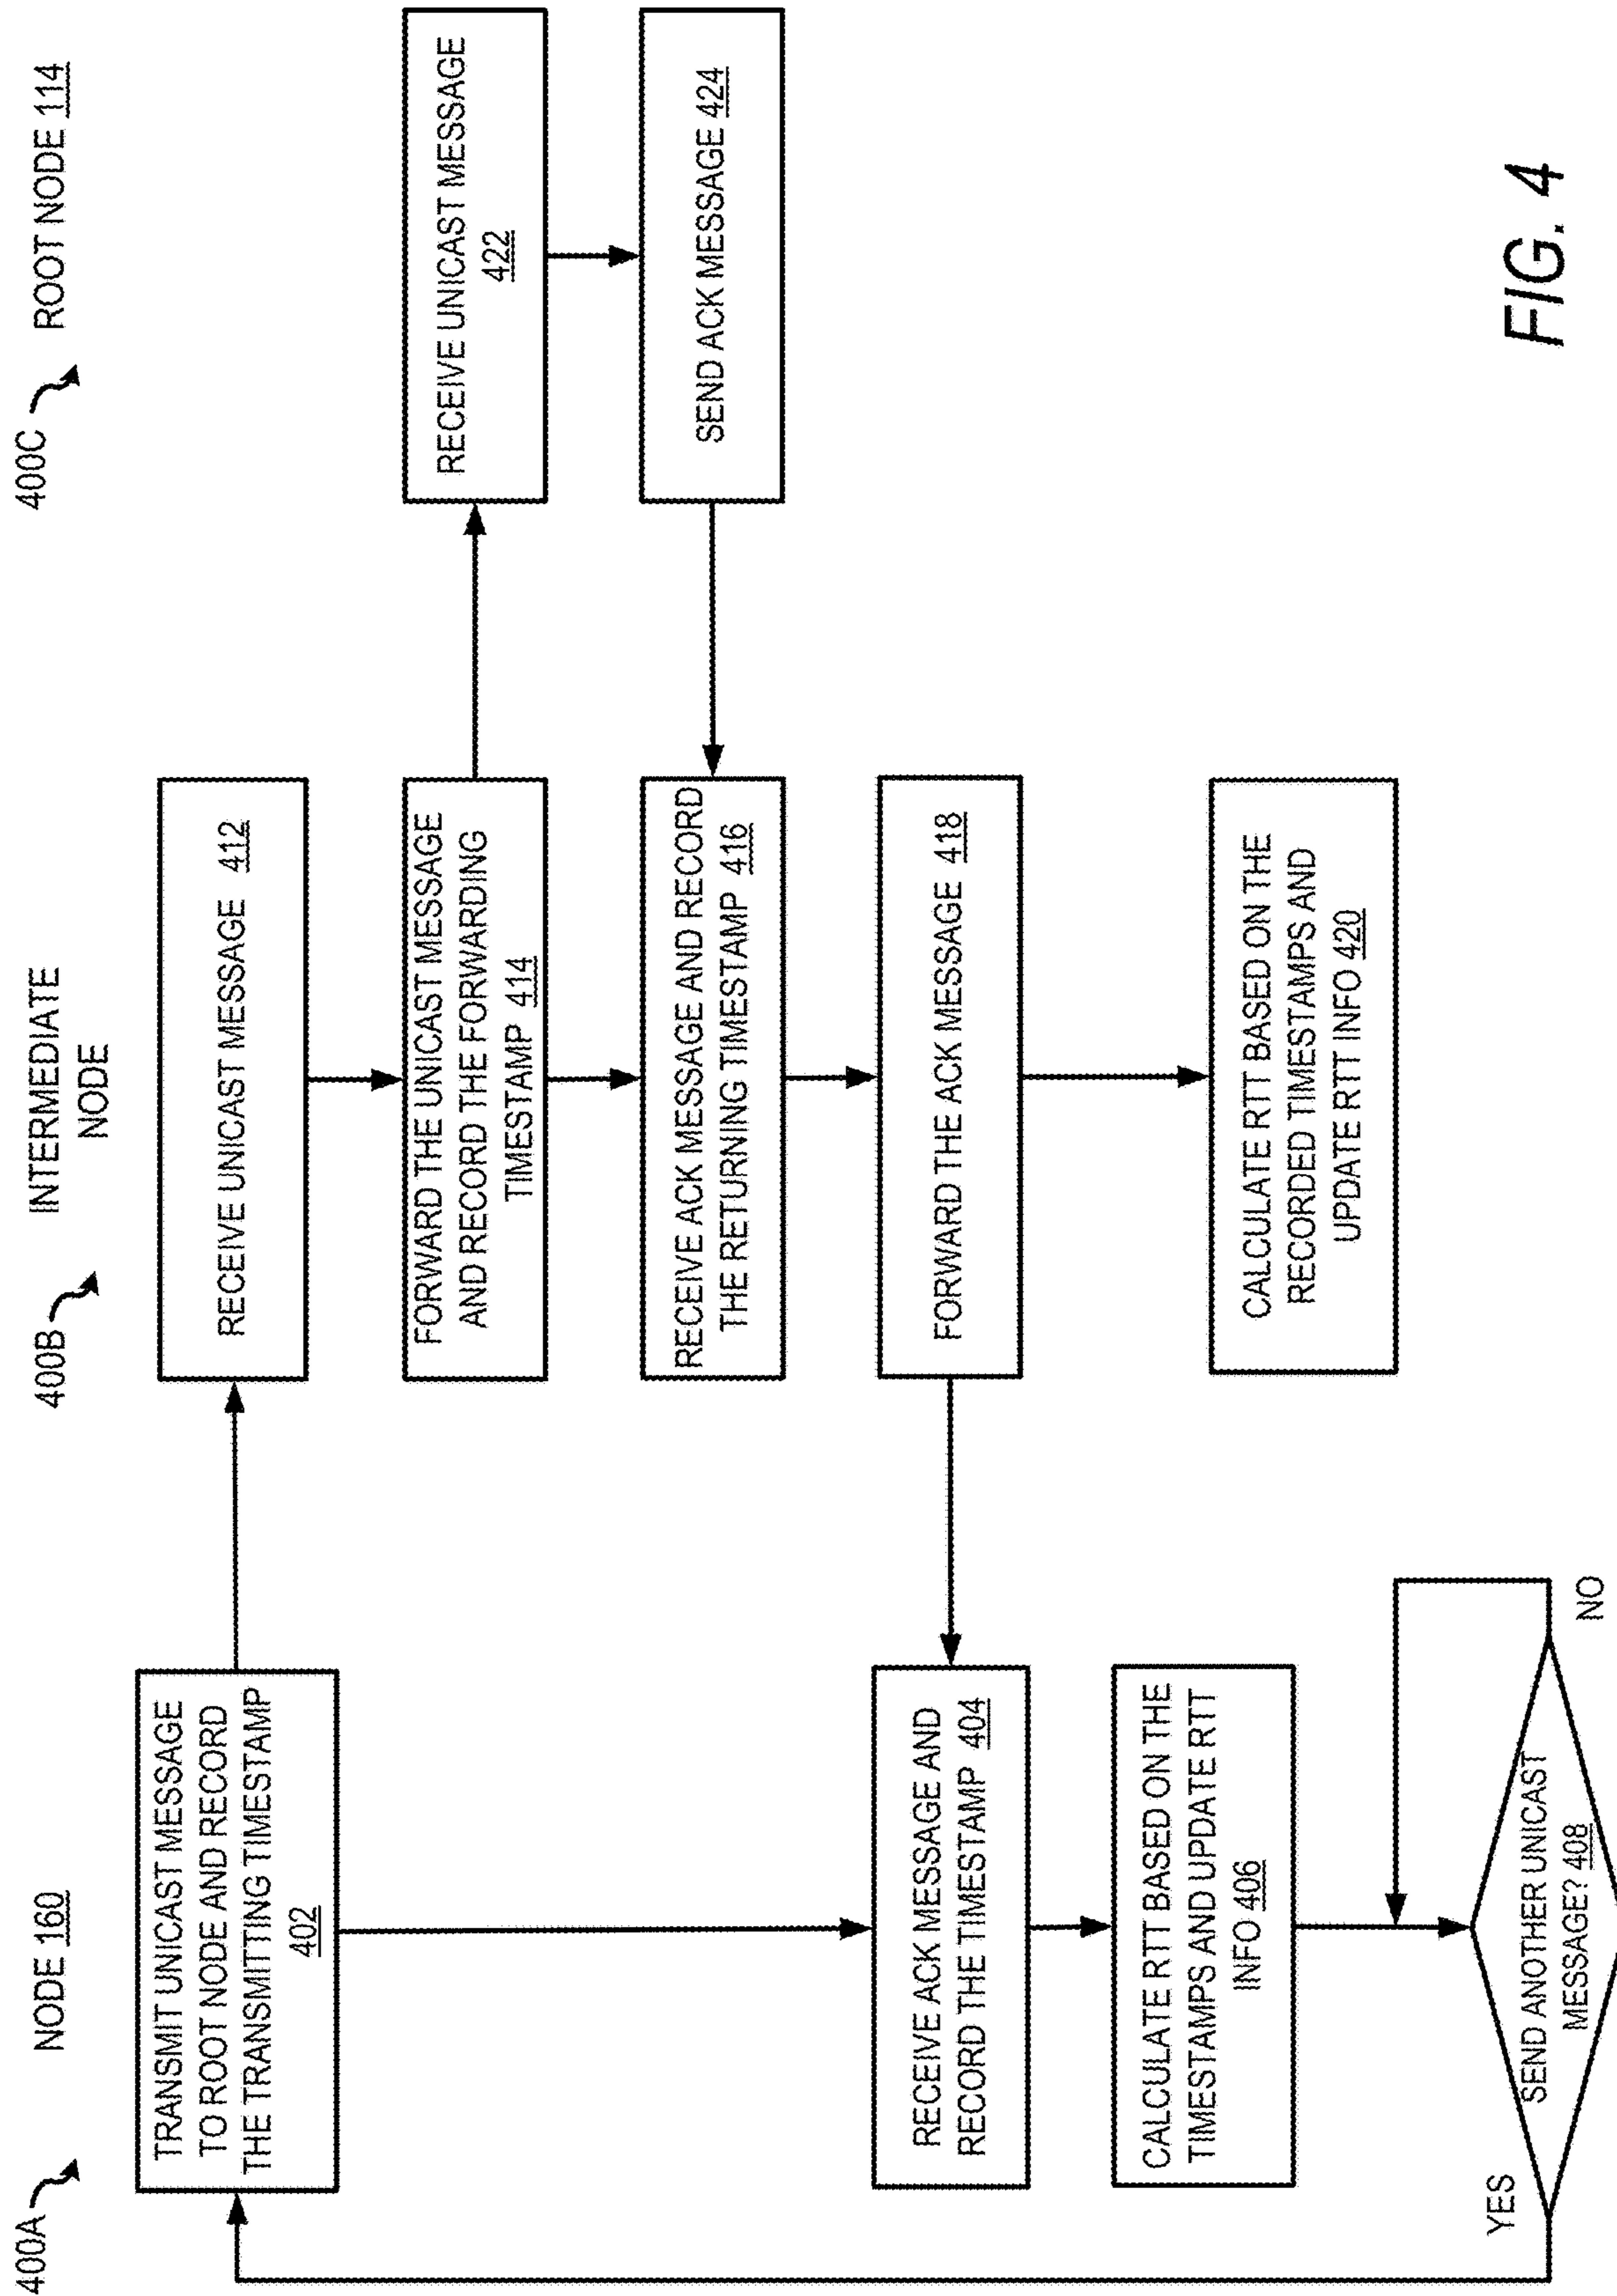 400A
NODE 160
400B
INTERMEDIATE
NODE
400C
ROOT NODE 114
TRANSMIT UNICAST MESSAGE
TO ROOT NODE AND RECORD
THE TRANSMITTING TIMESTAMP
402
RECEIVE UNICAST MESSAGE 412
FORWARD THE UNICAST MESSAGE
AND RECORD THE FORWARDING
TIMESTAMP 414
RECEIVE UNICAST MESSAGE
422
RECEIVE ACK MESSAGE AND RECORD
THE RETURNING TIMESTAMP 416
SEND ACK MESSAGE 424
RECEIVE ACK MESSAGE AND
RECORD THE TIMESTAMP 404
FORWARD THE ACK MESSAGE 418
CALCULATE RTT BASED ON THE
TIMESTAMPS AND UPDATE RTT
INFO 406
CALCULATE RTT BASED ON THE
RECORDED TIMESTAMPS AND
UPDATE RTT INFO 420
YES
SEND ANOTHER UNICAST
MESSAGE? 408
NO
FIG. 4